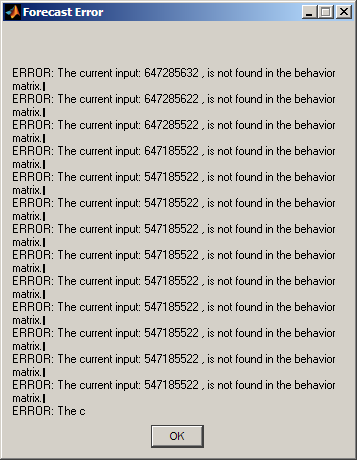 Forecast Error
ERROR: The current input: 647285632 , is not found in the behavior
matrix.
ERROR: The current input: 647285622 , is not found in the behavior
matrix.
ERROR: The current input: 647285522 , is not found in the behavior
matrix.
ERROR: The current input: 647185522 , is not found in the behavior
matrix.
ERROR: The current input: 547185522 , is not found in the behavior
matrix.
ERROR: The current input: 547185522 , is not found in the behavior
matrix.
ERROR: The current input: 547185522 , is not found in the behavior
matrix.
ERROR: The current input: 547185522 , is not found in the behavior
matrix.
ERROR: The current input: 547185522 , is not found in the behavior
matrix.
ERROR: The current input: 547185522 , is not found in the behavior
matrix.
ERROR: The current input: 547185522 , is not found in the behavior
matrix.
ERROR: The current input: 547185522 , is not found in the behavior
matrix.
ERROR: The current input: 547185522 , is not found in the behavior
matrix.
ERROR: The c
OK